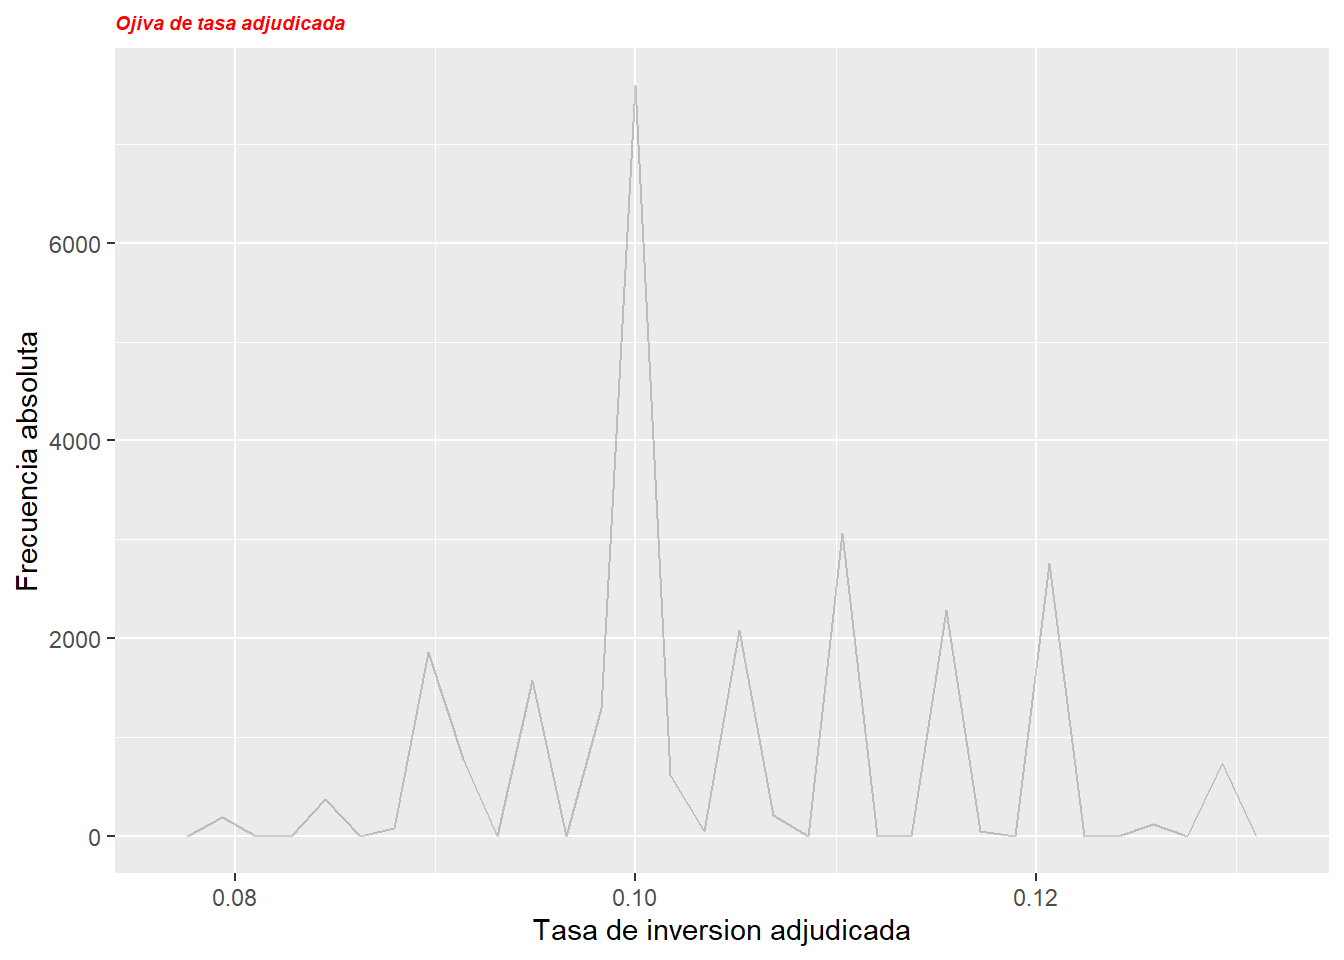 Ojiva de tasa adjudicada
Frecuencia absoluta
6000
4000
2000
0
0.08
0.10
0.12
Tasa de inversion adjudicada